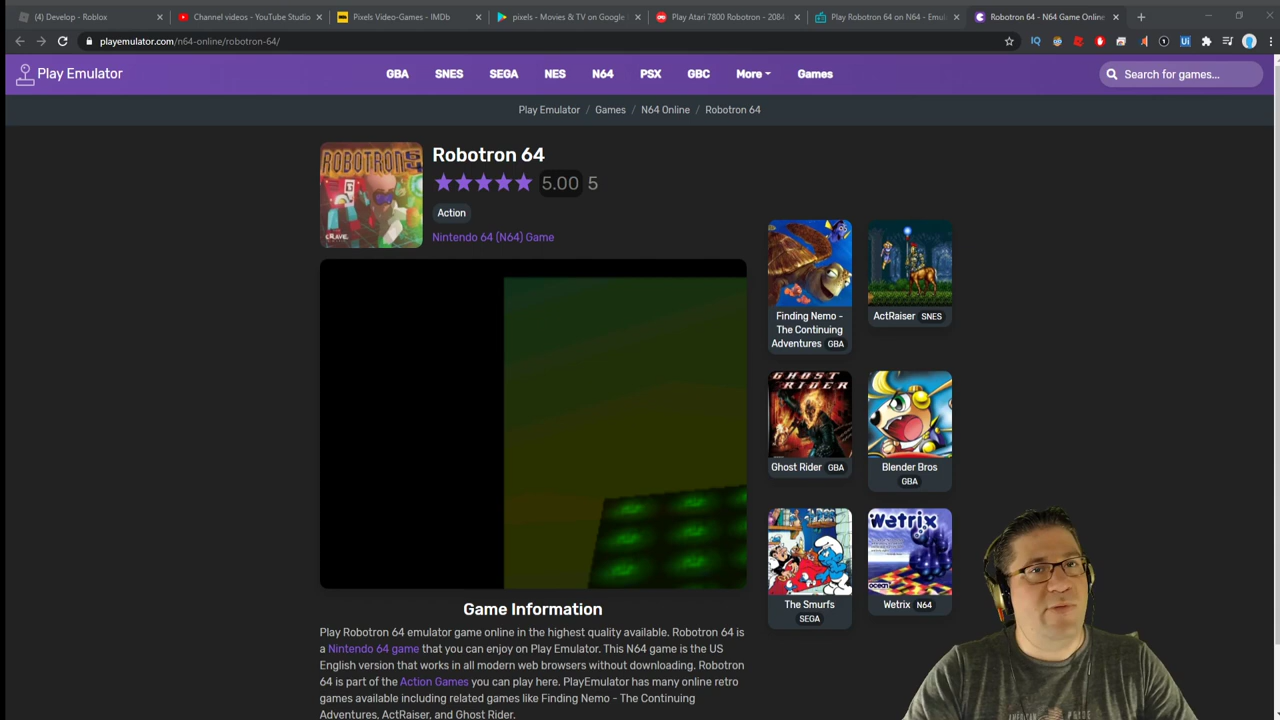 (4) Develop - Roblox
Channel videos - YouTube Studio
Pixels Video-Games - IMDb
pixels - Movies & TV on Google
Play Atari 7800 Robotron - 2084
Play Robotron 64 on N64 - Emul
Robotron 64 - N64 Game Online
playemulator.com/n64-online/robotron-64/
Play Emulator
GBA
SNES
SEGA
NES
N64
PSX
GBC
More
Games
Search for games...
Play Emulator / Games / N64 Online / Robotron 64
ROBOTRON 64
CRAVE
Robotron 64
5.00 5
Action
Nintendo 64 (N64) Game
Finding Nemo -
The Continuing
Adventures GBA
ActRaiser SNES
GHOST
RIDER
Ghost Rider GBA
Blender Bros
GBA
The Smurfs
SEGA
Wetrix
ocean
Wetrix N64
Game Information
Play Robotron 64 emulator game online in the highest quality available. Robotron 64 is
a Nintendo 64 game that you can enjoy on Play Emulator. This N64 game is the US
English version that works in all modern web browsers without downloading. Robotron
64 is part of the Action Games you can play here. PlayEmulator has many online retro
games available including related games like Finding Nemo - The Continuing
Adventures, ActRaiser, and Ghost Rider.